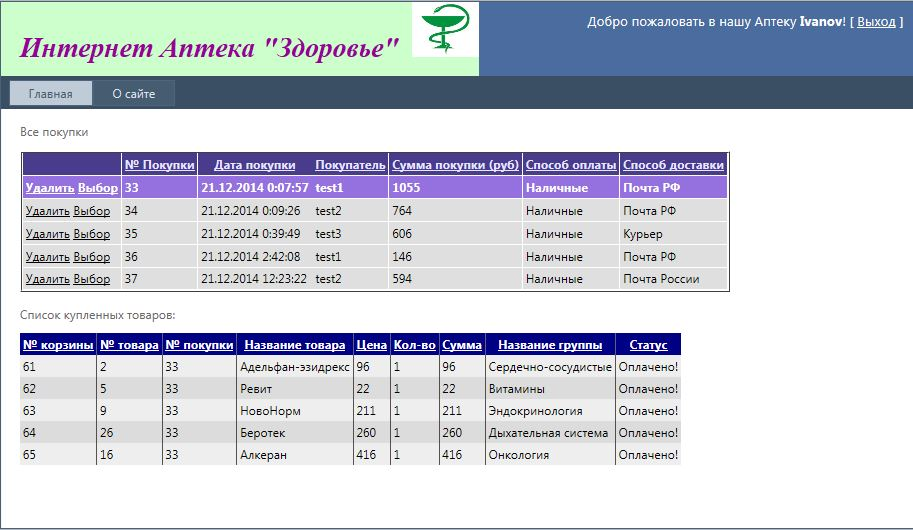 Интернет Аптека "Здоровье"
Добро пожаловать в нашу Аптеку Ivanov! [ Выход ]
Главная О сайте
Все покупки
№ Покупки Дата покупки Покупатель Сумма покупки (руб) Способ оплаты Способ доставки
Удалить Выбор 33 21.12.2014 0:07:57 test1 1055 Наличные Почта РФ
Удалить Выбор 34 21.12.2014 0:09:26 test2 764 Наличные Почта РФ
Удалить Выбор 35 21.12.2014 0:39:49 test3 606 Наличные Курьер
Удалить Выбор 36 21.12.2014 2:42:08 test1 146 Наличные Почта РФ
Удалить Выбор 37 21.12.2014 12:23:22 test2 594 Наличные Почта России
Список купленных товаров:
№ корзины № товара № покупки Название товара Цена Кол-во Сумма Название группы Статус
61 2 33 Адельфан-эзидрекс 96 1 96 Сердечно-сосудистые Оплачено!
62 5 33 Ревит 22 1 22 Витамины Оплачено!
63 9 33 НовоНорм 211 1 211 Эндокринология Оплачено!
64 26 33 Беротек 260 1 260 Дыхательная система Оплачено!
65 16 33 Алкеран 416 1 416 Онкология Оплачено!